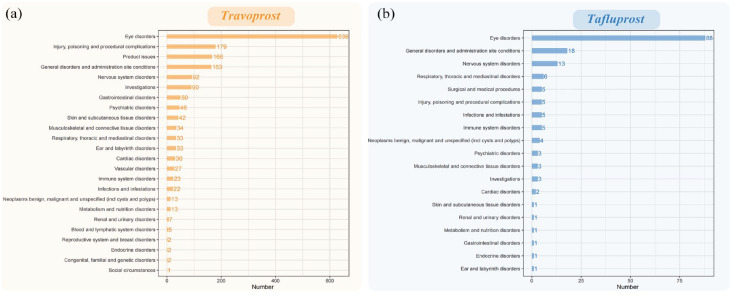 (a)
Travoprost
Eye disorders 636
Injury, poisoning and procedural complications 179
Product issues 166
General disorders and administration site conditions 163
Nervous system disorders 92
Investigations 90
Gastrointestinal disorders 50
Psychiatric disorders 46
Skin and subcutaneous tissue disorders 42
Musculoskeletal and connective tissue disorders 34
Respiratory, thoracic and mediastinal disorders 33
Ear and labyrinth disorders 33
Cardiac disorders 30
Vascular disorders 27
Immune system disorders 23
Infections and infestations 22
Neoplasms benign, malignant and unspecified (incl cysts and polyps) 13
Metabolism and nutrition disorders 13
Renal and urinary disorders 7
Blood and lymphatic system disorders 5
Reproductive system and breast disorders 2
Endocrine disorders 2
Congenital, familial and genetic disorders 2
Social circumstances 1
0 200 400 600
Number
(b)
Tafluprost
Eye disorders 88
General disorders and administration site conditions 18
Nervous system disorders 13
Respiratory, thoracic and mediastinal disorders 6
Surgical and medical procedures 5
Injury, poisoning and procedural complications 5
Infections and infestations 5
Immune system disorders 5
Neoplasms benign, malignant and unspecified (incl cysts and polyps) 4
Psychiatric disorders 3
Musculoskeletal and connective tissue disorders 3
Investigations 3
Cardiac disorders 2
Skin and subcutaneous tissue disorders 1
Renal and urinary disorders 1
Metabolism and nutrition disorders 1
Gastrointestinal disorders 1
Endocrine disorders 1
Ear and labyrinth disorders 1
0 25 50 75
Number